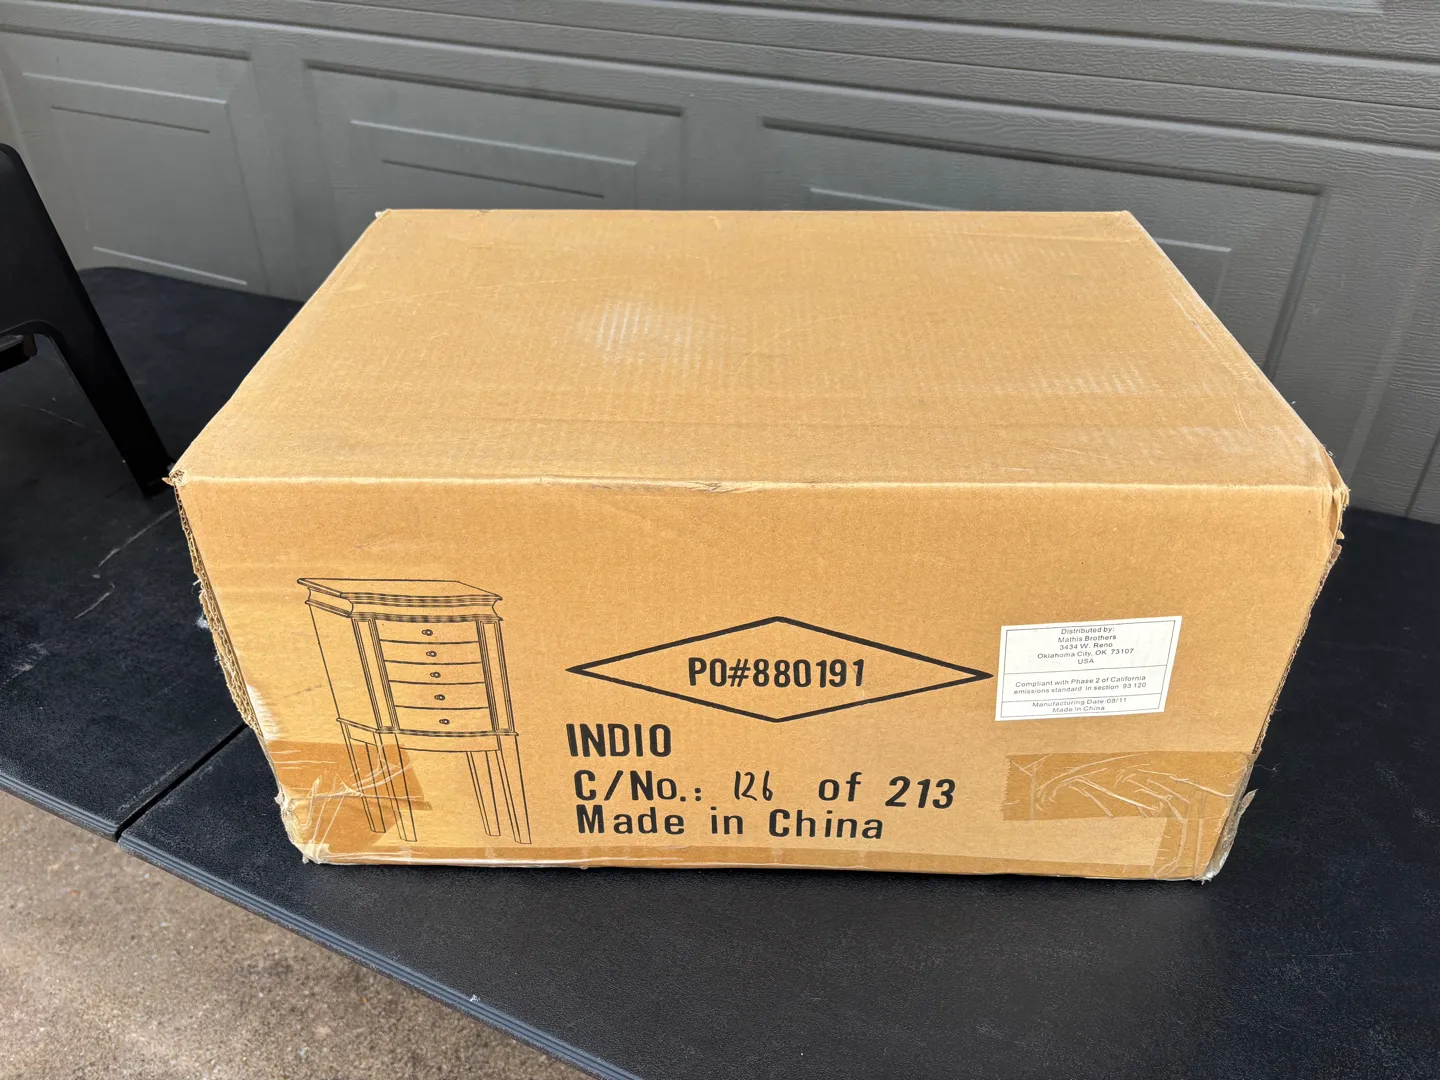 PO#880191
INDIO
C/No.: 126 of 213
Made in China
Distributed by:
Mathis Brothers
3434 W. Reno
Oklahoma City, OK 73107
USA
Compliant with Phase 2 of California
emissions standard in section 93120
Manufacturing Date:08/11
Made In China